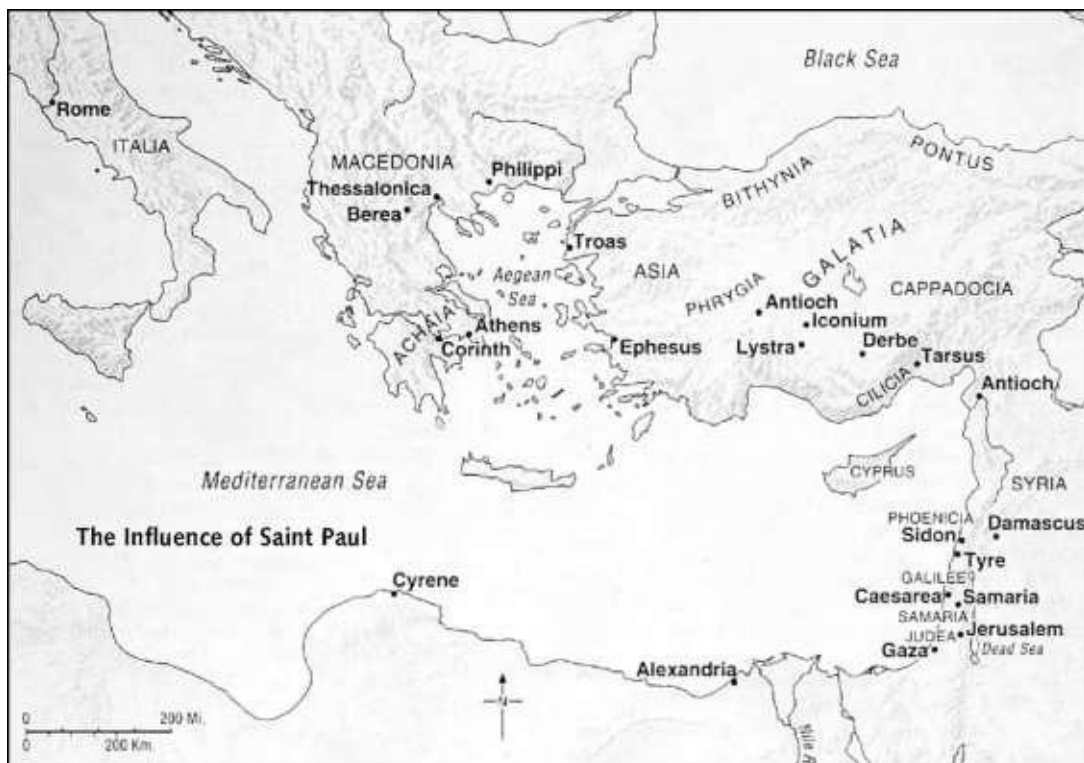 Black Sea
Rome
ITALIA
MACEDONIA
Philippi
Thessalonica
Berea
PONTUS
BITHYNIA
Troas
GALATIA
Aegean
Sea
ASIA
PHRYGIA
CAPPADOCIA
Antioch
Iconium
ACHAIA
Athens
Corinth
Ephesus
Lystra
Derbe
Tarsus
CILICIA
Antioch
Mediterranean Sea
CYPRUS
SYRIA
The Influence of Saint Paul
PHOENICIA
Damascus
Sidon
Tyre
GALILEE
Cyrene
Caesarea
Samaria
SAMARIA
JUDEA
Jerusalem
Gaza
Dead Sea
Alexandria
N
0 200 Mi.
0 200 Km.
Nile R